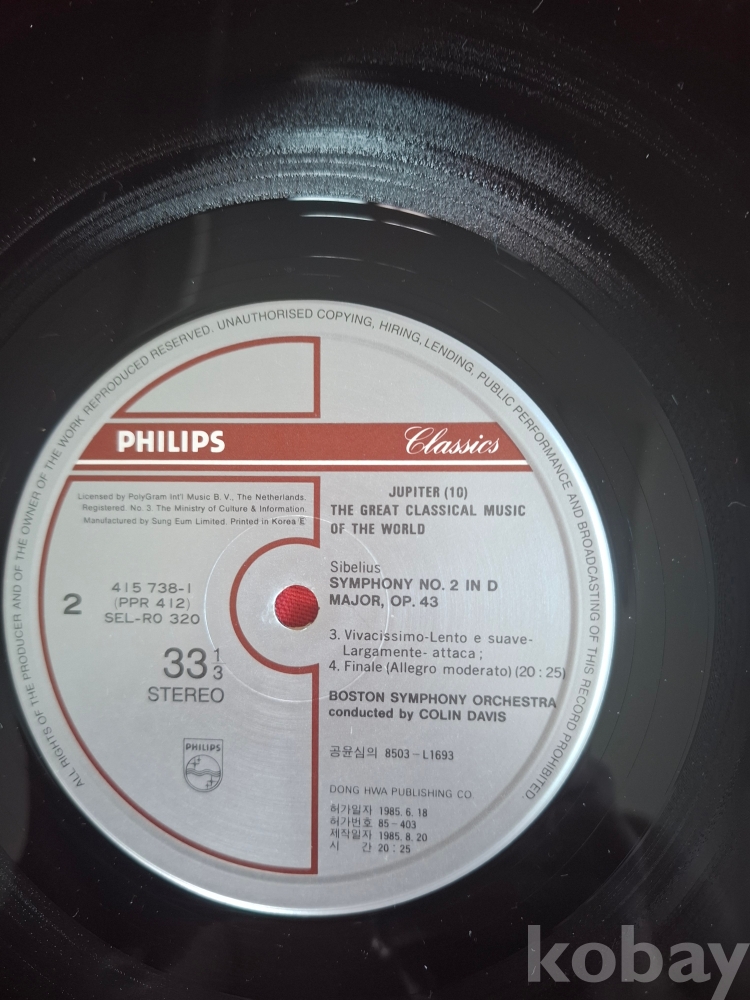 ALL RIGHTS OF THE PRODUCER AND OF THE OWNER OF THE WORK REPRODUCED RESERVED. UNAUTHORISED COPYING, HIRING, LENDING, PUBLIC PERFORMANCE AND BROADCASTING OF THIS RECORD PROHIBITED.
PHILIPS Classics
Licensed by PolyGram Int'l Music B. V., The Netherlands.
Registered. No. 3. The Ministry of Culture & Information.
Manufactured by Sung Eum Limited. Printed in Korea E
JUPITER (10)
THE GREAT CLASSICAL MUSIC
OF THE WORLD
2
415 738-1
(PPR 412)
SEL-RO 320
33 1/3
STEREO
PHILIPS
Sibelius
SYMPHONY NO. 2 IN D
MAJOR, OP. 43
3. Vivacissimo-Lento e suave-
Largamente- attaca ;
4. Finale (Allegro moderato) (20 : 25)
BOSTON SYMPHONY ORCHESTRA
conducted by COLIN DAVIS
공윤심의 8503-L1693
DONG HWA PUBLISHING CO.
허가일자 1985. 6. 18
허가번호 85-403
제작일자 1985. 8. 20
시 간 20 : 25
kobay